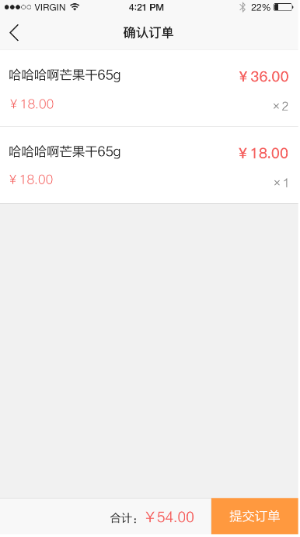 VIRGIN 4:21 PM 22%
确认订单
哈哈哈啊芒果干65g ￥36.00
￥18.00 ×2
哈哈哈啊芒果干65g ￥18.00
￥18.00 ×1
合计：￥54.00 提交订单